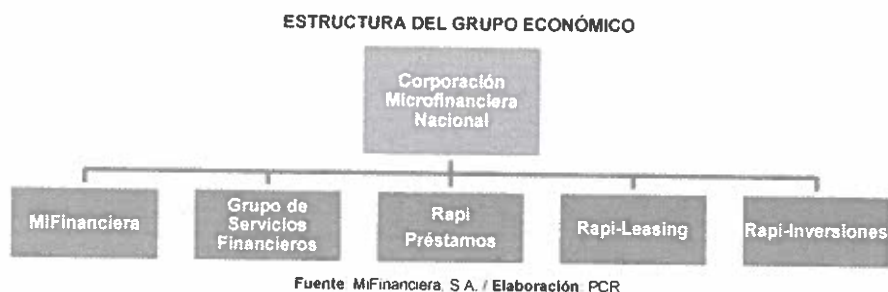 ESTRUCTURA DEL GRUPO ECONÓMICO
Corporación
Microfinanciera
Nacional
MiFinanciera
Grupo de
Servicios
Financieros
Rapi
Préstamos
Rapi-Leasing
Rapi-Inversiones
Fuente: MiFinanciera, S.A. / Elaboración: PCR